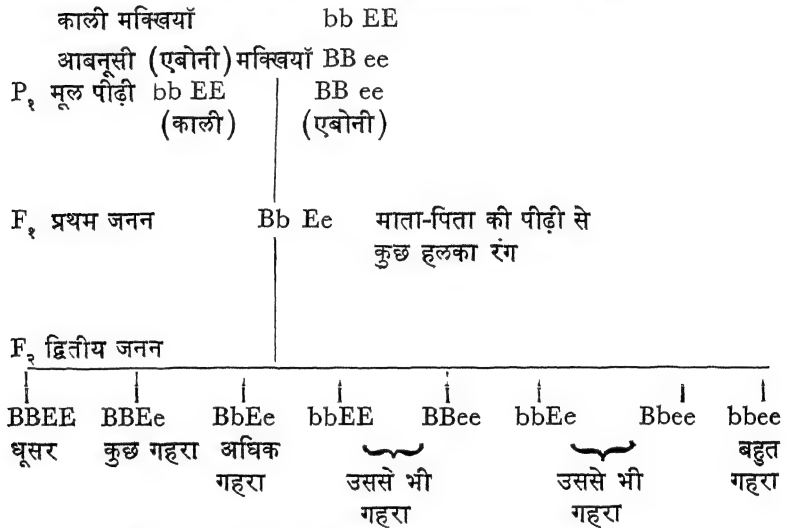 काली मक्खियाँ bb EE
आबनूसी (एबोनी) मक्खियाँ BB ee
P₁ मूल पीढ़ी bb EE BB ee
(काली) (एबोनी)
F₁ प्रथम जनन Bb Ee माता-पिता की पीढ़ी से
कुछ हलका रंग
F₂ द्वितीय जनन
BBEE BBEe BbEe bbEE BBee bbEe Bbee bbee
धूसर कुछ गहरा अधिक बहुत
गहरा उससे भी उससे भी गहरा
गहरा गहरा